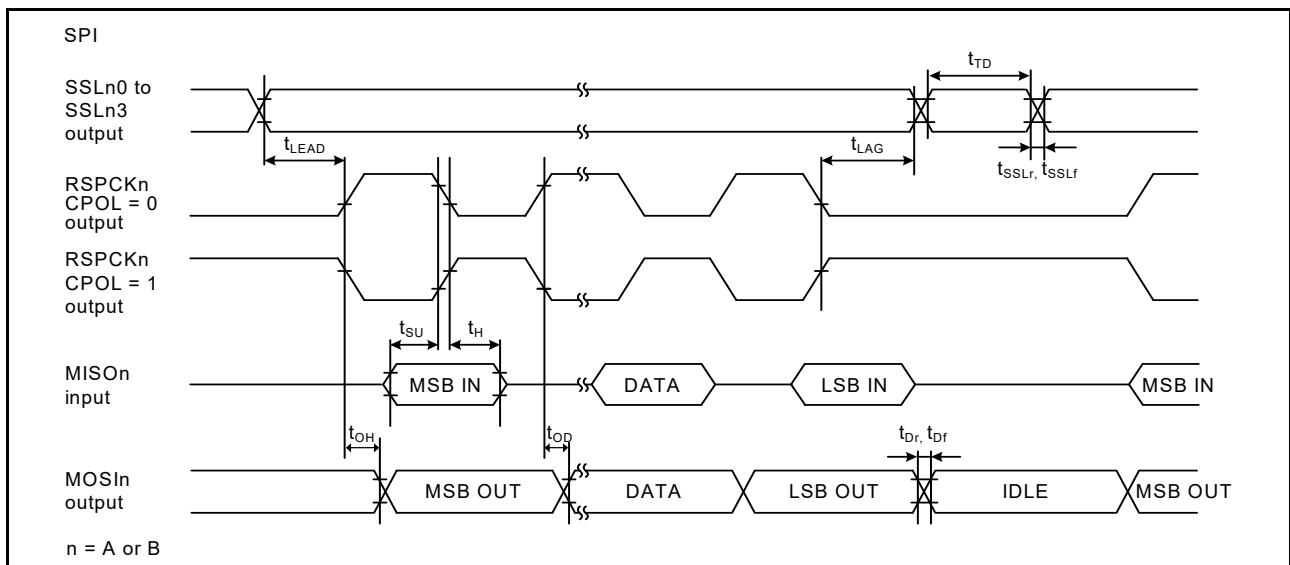 SPI
SSLn0 to
SSLn3
output
tTD
tLEAD
tLAG
tSSLr, tSSLf
RSPCKn
CPOL = 0
output
RSPCKn
CPOL = 1
output
tSU
tH
MISOn
input
MSB IN
DATA
LSB IN
MSB IN
tOH
tOD
tDr, tDf
MOSIn
output
MSB OUT
DATA
LSB OUT
IDLE
MSB OUT
n = A or B